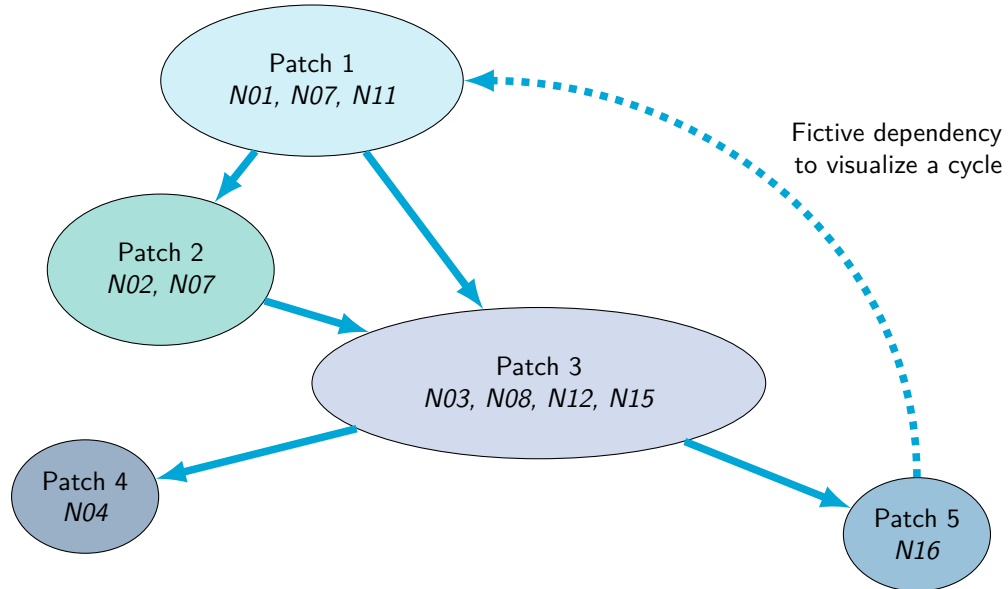 Patch 1
N01, N07, N11
Fictive dependency
to visualize a cycle
Patch 2
N02, N07
Patch 3
N03, N08, N12, N15
Patch 4
N04
Patch 5
N16